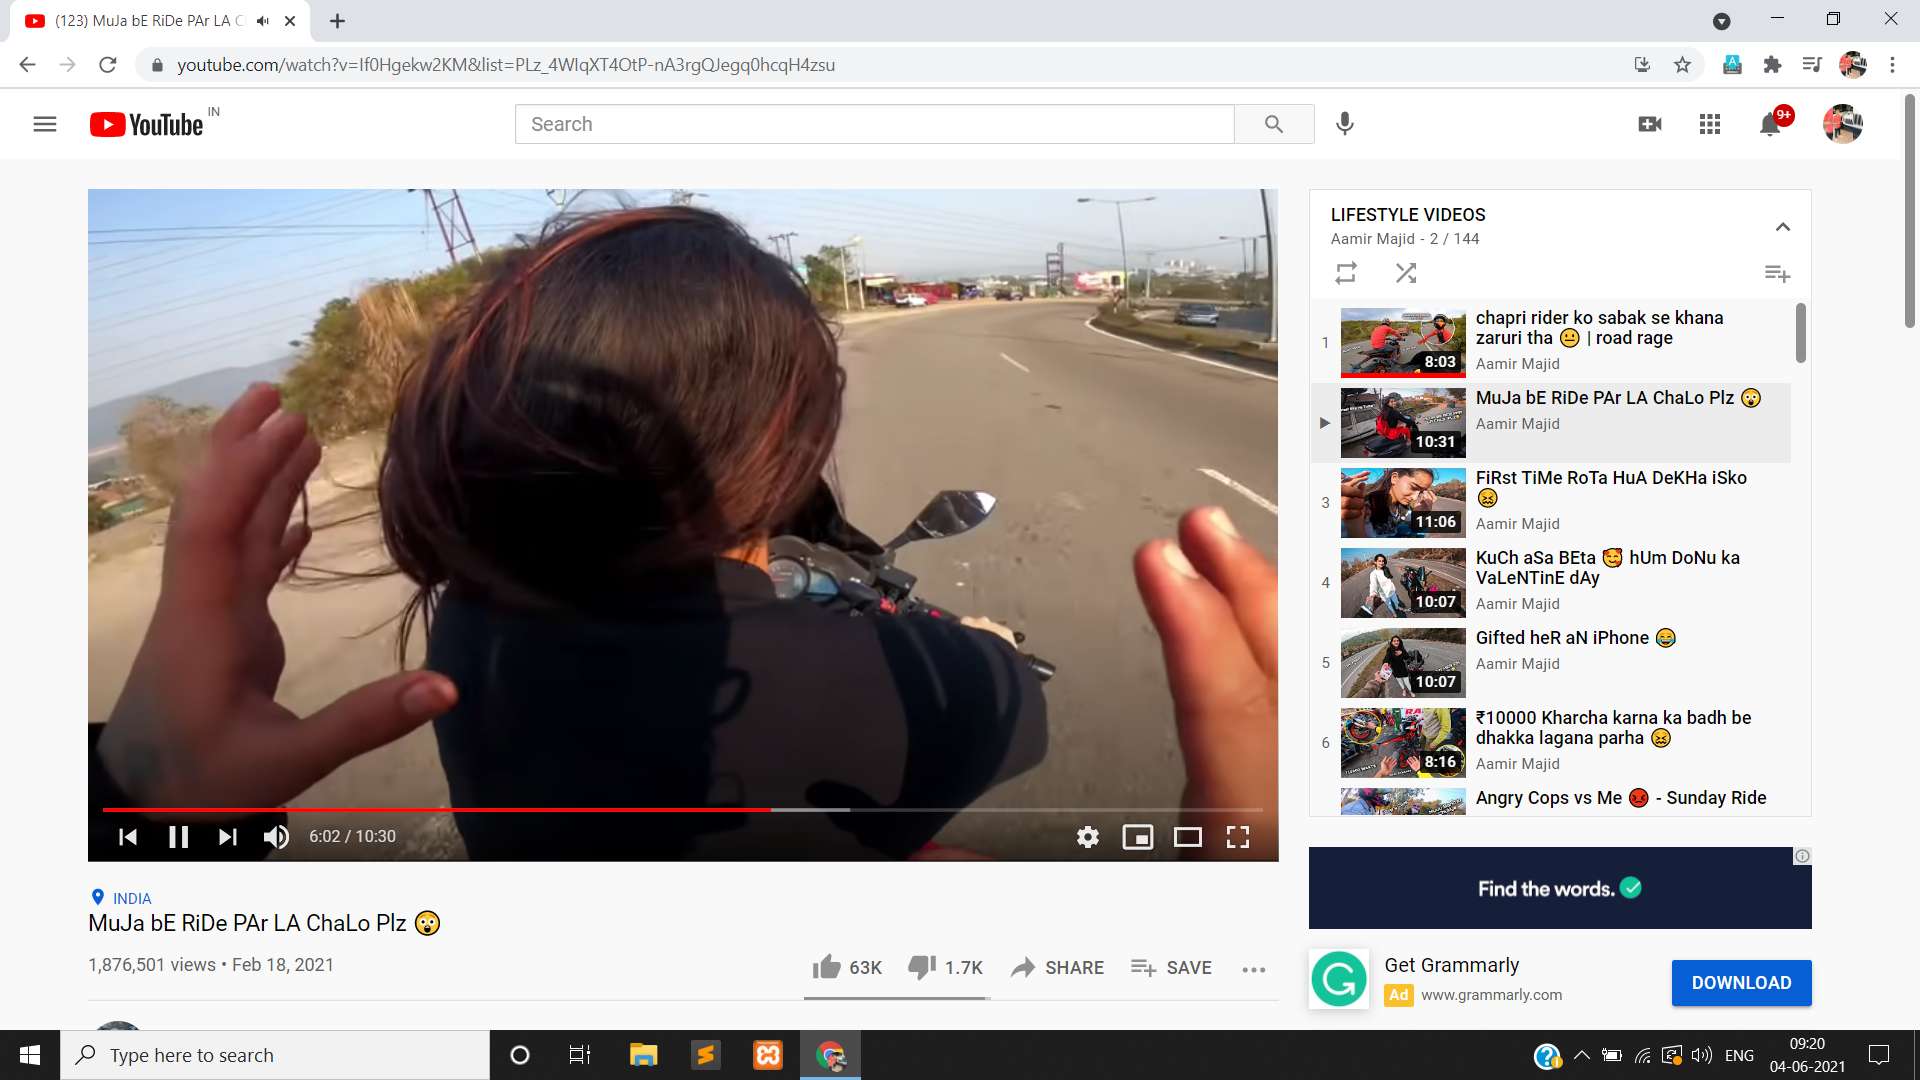 (123) MuJa bE RiDe PAr LA C
youtube.com/watch?v=If0Hgekw2KM&list=PLz_4WIqXT4OtP-nA3rgQJegq0hcqH4zsu
YouTube IN
Search
9+
LIFESTYLE VIDEOS
Aamir Majid - 2 / 144
1
8:03
chapri rider ko sabak se khana
zaruri tha 😐 | road rage
Aamir Majid
10:31
MuJa bE RiDe PAr LA ChaLo Plz 😲
Aamir Majid
3
11:06
FiRst TiMe RoTa HuA DeKHa iSko
😖
Aamir Majid
4
10:07
KuCh aSa BEta 🥰 hUm DoNu ka
VaLeNTinE dAy
Aamir Majid
5
10:07
Gifted heR aN iPhone 😂
Aamir Majid
6
8:16
₹10000 Kharcha karna ka badh be
dhakka lagana parha 😖
Aamir Majid
Angry Cops vs Me 😡 - Sunday Ride
6:02 / 10:30
INDIA
MuJa bE RiDe PAr LA ChaLo Plz 😲
1,876,501 views • Feb 18, 2021
63K
1.7K
SHARE
SAVE
Find the words.
Get Grammarly
Ad www.grammarly.com
DOWNLOAD
Type here to search
ENG
09:20
04-06-2021